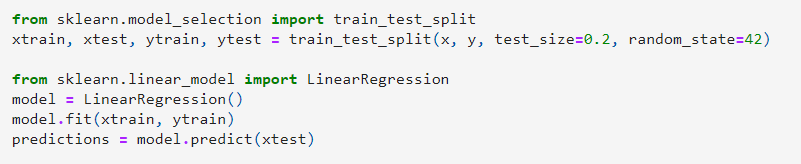 from sklearn.model_selection import train_test_split
xtrain, xtest, ytrain, ytest = train_test_split(x, y, test_size=0.2, random_state=42)
from sklearn.linear_model import LinearRegression
model = LinearRegression()
model.fit(xtrain, ytrain)
predictions = model.predict(xtest)